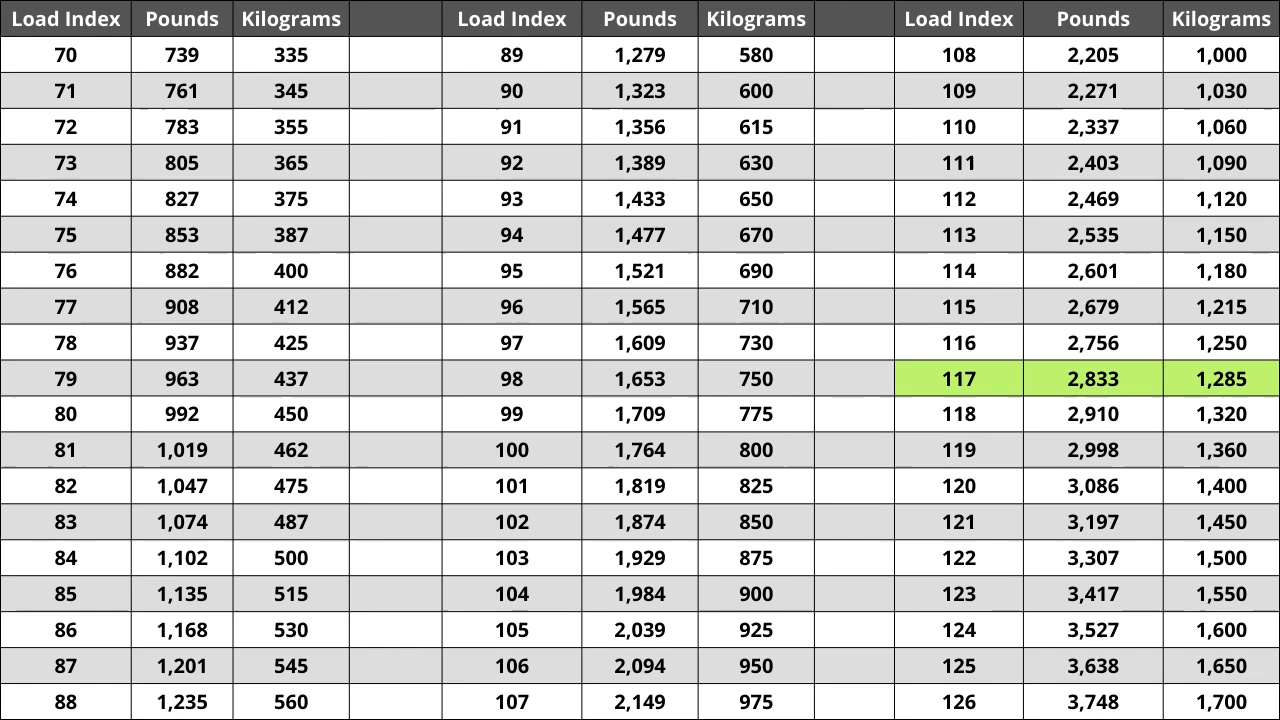 Load Index Pounds Kilograms Load Index Pounds Kilograms Load Index Pounds Kilograms
70 739 335 89 1,279 580 108 2,205 1,000
71 761 345 90 1,323 600 109 2,271 1,030
72 783 355 91 1,356 615 110 2,337 1,060
73 805 365 92 1,389 630 111 2,403 1,090
74 827 375 93 1,433 650 112 2,469 1,120
75 853 387 94 1,477 670 113 2,535 1,150
76 882 400 95 1,521 690 114 2,601 1,180
77 908 412 96 1,565 710 115 2,679 1,215
78 937 425 97 1,609 730 116 2,756 1,250
79 963 437 98 1,653 750 117 2,833 1,285
80 992 450 99 1,709 775 118 2,910 1,320
81 1,019 462 100 1,764 800 119 2,998 1,360
82 1,047 475 101 1,819 825 120 3,086 1,400
83 1,074 487 102 1,874 850 121 3,197 1,450
84 1,102 500 103 1,929 875 122 3,307 1,500
85 1,135 515 104 1,984 900 123 3,417 1,550
86 1,168 530 105 2,039 925 124 3,527 1,600
87 1,201 545 106 2,094 950 125 3,638 1,650
88 1,235 560 107 2,149 975 126 3,748 1,700